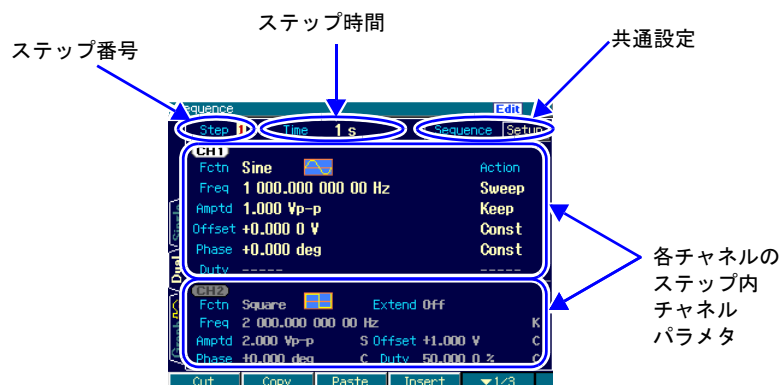 ステップ時間
ステップ番号
共通設定
Sequence Edit
Step 1 Time 1 s Sequence Setup
CH1
Fctn Sine Action
Freq 1 000.000 000 00 Hz Sweep
Amptd 1.000 Vp-p Keep
Offset +0.000 0 V Const
Phase +0.000 deg Const
Duty ----- -----
CH2
Fctn Square Extend Off
Freq 2 000.000 000 00 Hz K
Amptd 2.000 Vp-p S Offset +1.000 V C
Phase +0.000 deg C Duty 50.000 0 % C
Single
Dual
Graph
Cut Copy Paste Insert ▼1/3
各チャネルの
ステップ内
チャネル
パラメタ